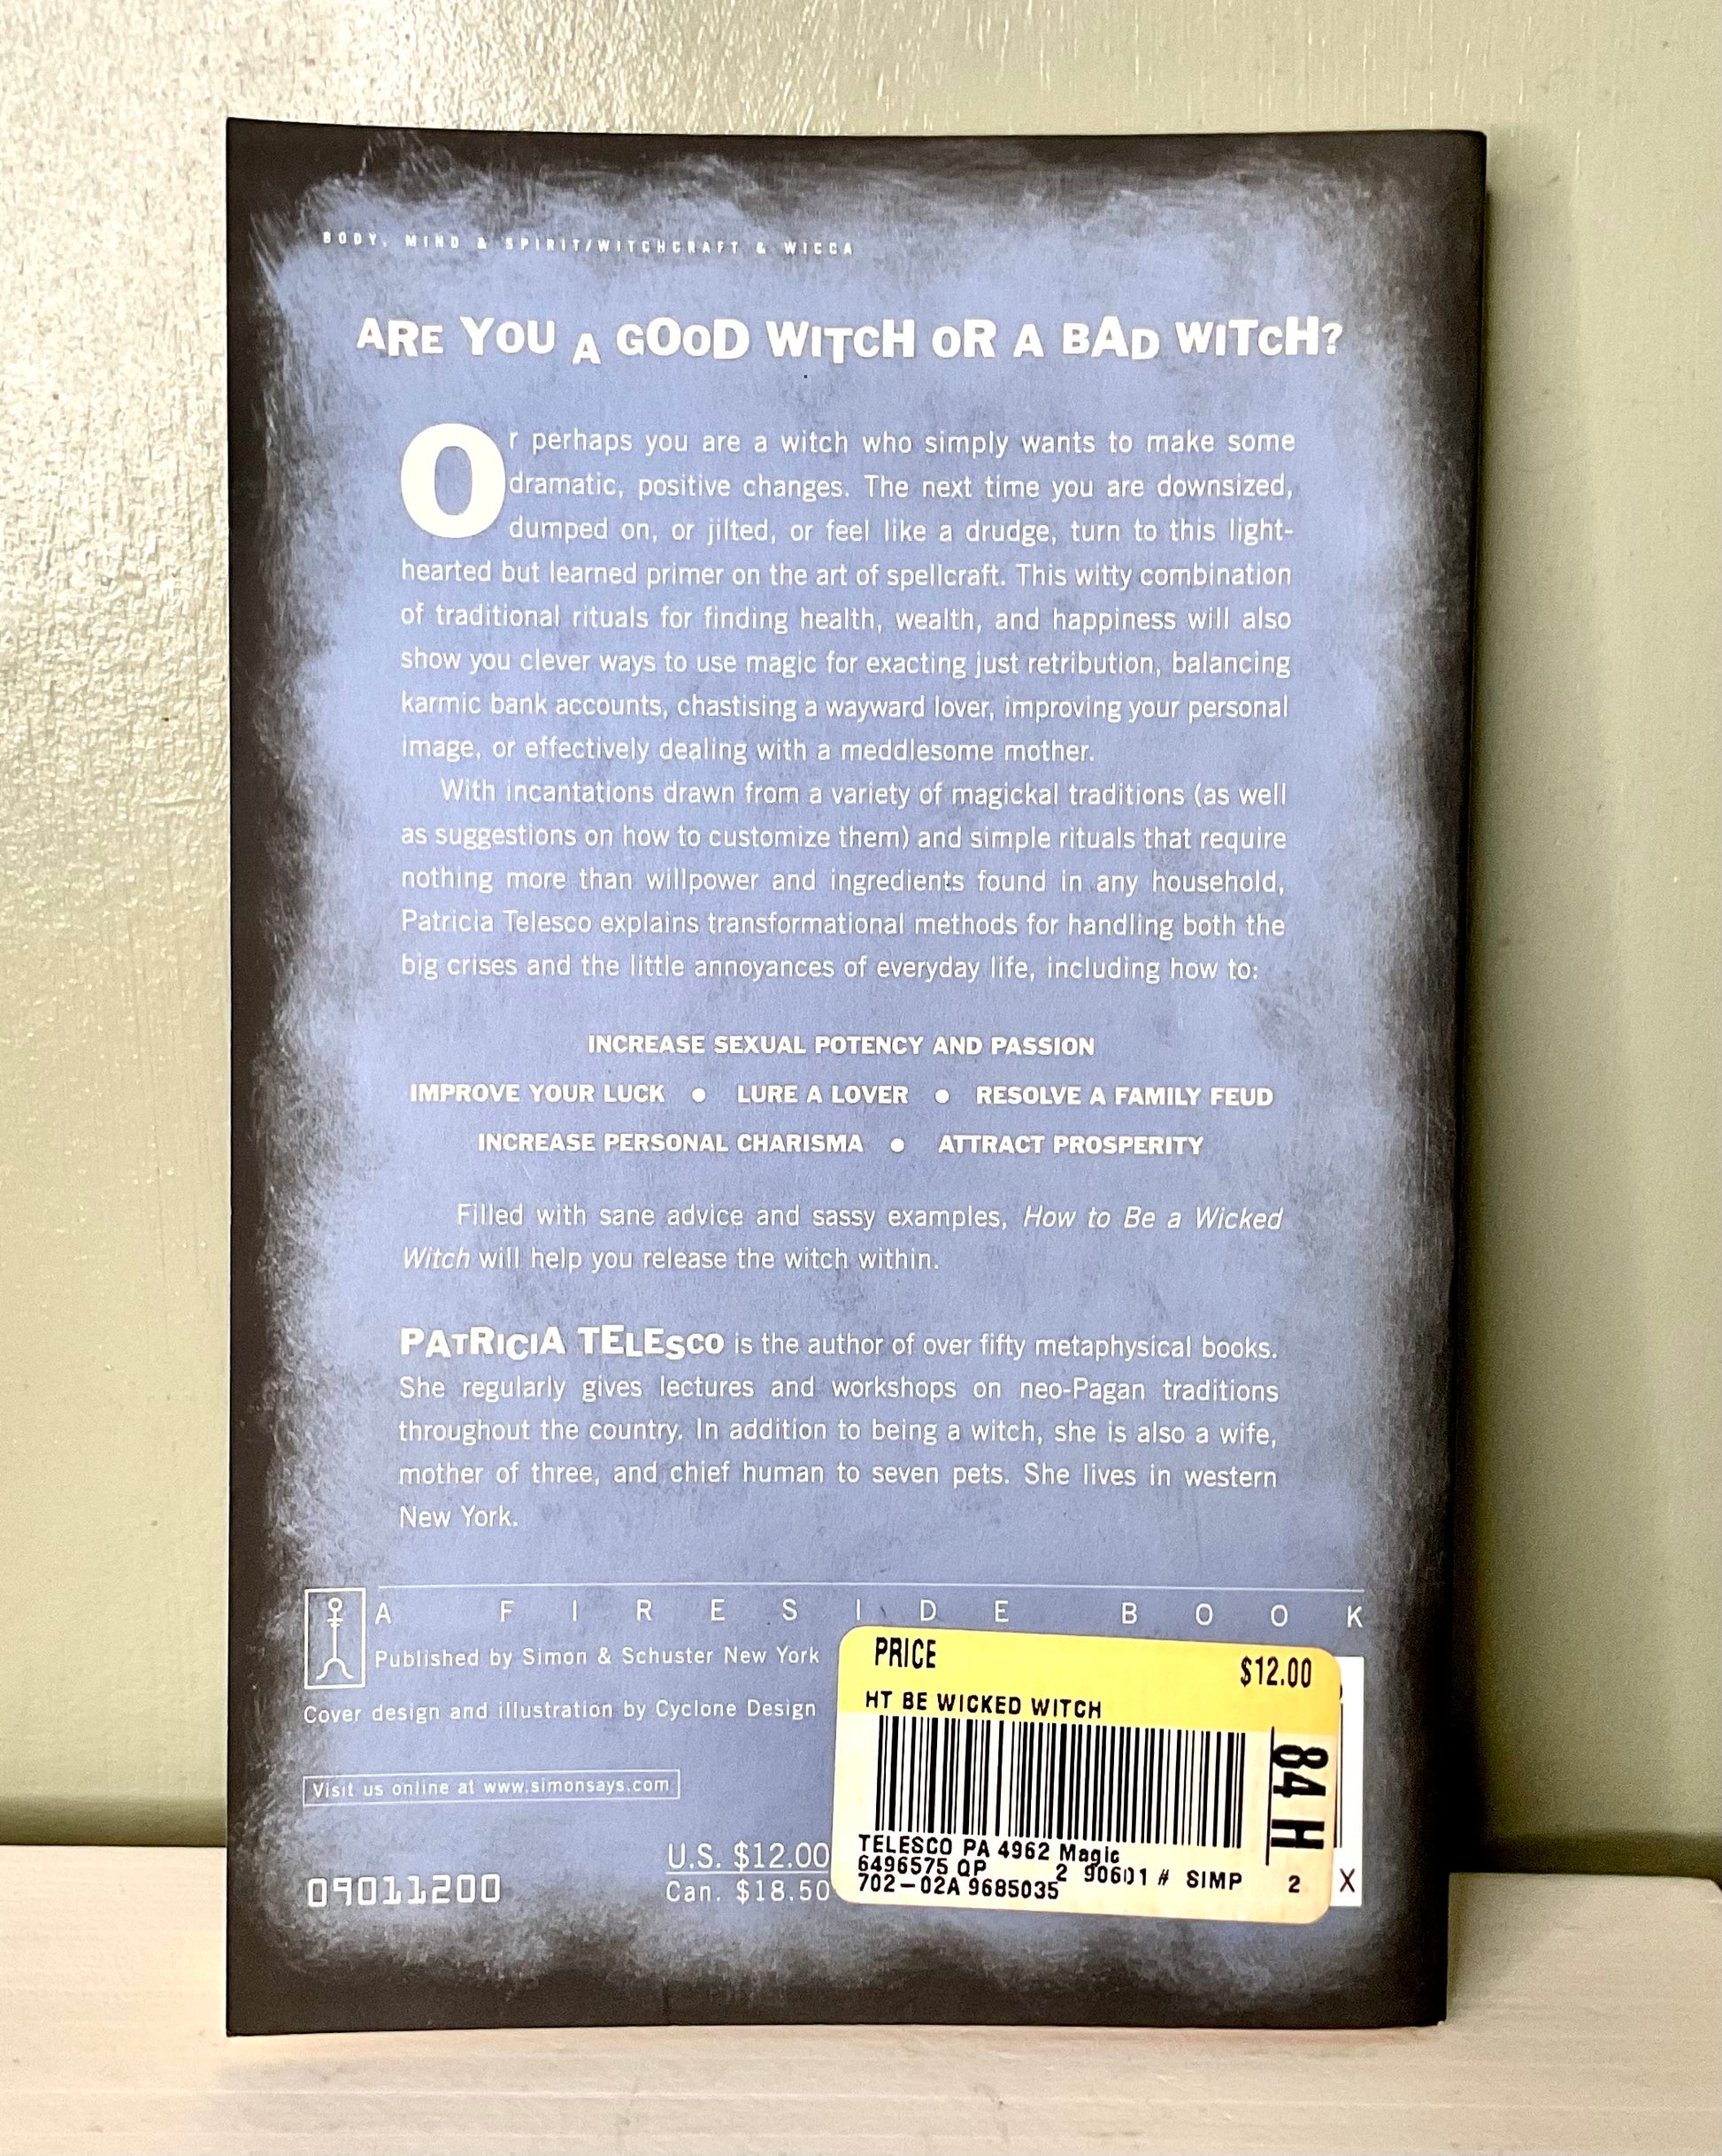 BODY, MIND & SPIRIT/WITCHCRAFT & WICCA
ARE YOU A GOOD WITCH OR A BAD WITCH?
Or perhaps you are a witch who simply wants to make some
dramatic, positive changes. The next time you are downsized,
dumped on, or jilted, or feel like a drudge, turn to this light-
hearted but learned primer on the art of spellcraft. This witty combination
of traditional rituals for finding health, wealth, and happiness will also
show you clever ways to use magic for exacting just retribution, balancing
karmic bank accounts, chastising a wayward lover, improving your personal
image, or effectively dealing with a meddlesome mother.
With incantations drawn from a variety of magickal traditions (as well
as suggestions on how to customize them) and simple rituals that require
nothing more than willpower and ingredients found in any household,
Patricia Telesco explains transformational methods for handling both the
big crises and the little annoyances of everyday life, including how to:
INCREASE SEXUAL POTENCY AND PASSION
IMPROVE YOUR LUCK • LURE A LOVER • RESOLVE A FAMILY FEUD
INCREASE PERSONAL CHARISMA • ATTRACT PROSPERITY
Filled with sane advice and sassy examples, How to Be a Wicked
Witch will help you release the witch within.
PATRICIA TELESCO is the author of over fifty metaphysical books.
She regularly gives lectures and workshops on neo-Pagan traditions
throughout the country. In addition to being a witch, she is also a wife,
mother of three, and chief human to seven pets. She lives in western
New York.
A FIRESIDE BOOK
Published by Simon & Schuster New York
Cover design and illustration by Cyclone Design
Visit us online at www.simonsays.com
09011200
U.S. $12.00
Can. $18.50
PRICE $12.00
HT BE WICKED WITCH
84 H
TELESCO PA 4962 Magic
6496575 QP 2 90601 # SIMP 2
702-02A 9685035
X